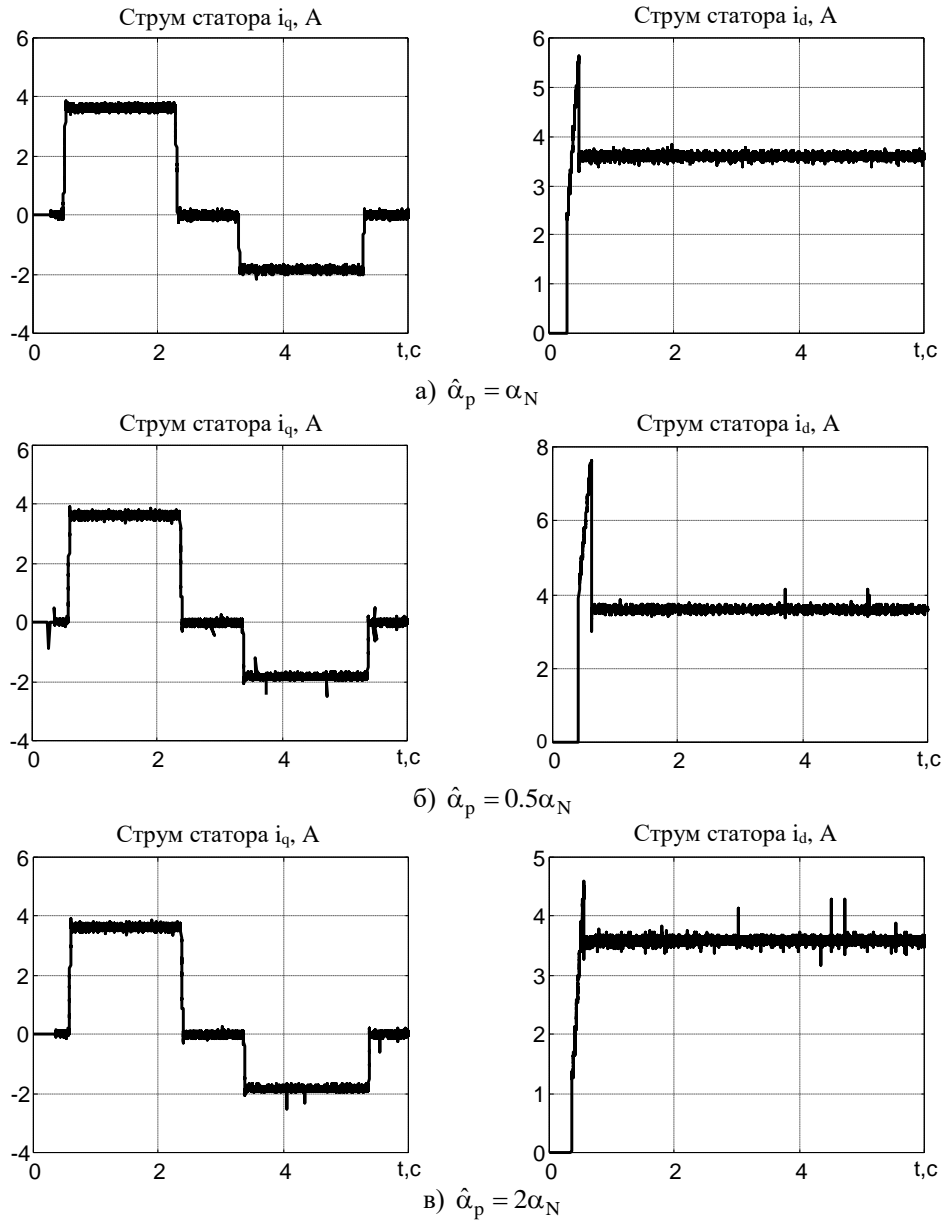 Струм статора i_q, А Струм статора i_d, А
6 6
4 5
2 4
0 3
-2 2
-4 1
0
0 2 4 t,c 0 2 4 t,c
а) α̂_p = α_N
Струм статора i_q, А Струм статора i_d, А
6 8
4 6
2 4
0 2
-2 0
-4
0 2 4 t,c 0 2 4 t,c
б) α̂_p = 0.5α_N
Струм статора i_q, А Струм статора i_d, А
6 5
4 4
2 3
0 2
-2 1
-4 0
0 2 4 t,c 0 2 4 t,c
в) α̂_p = 2α_N